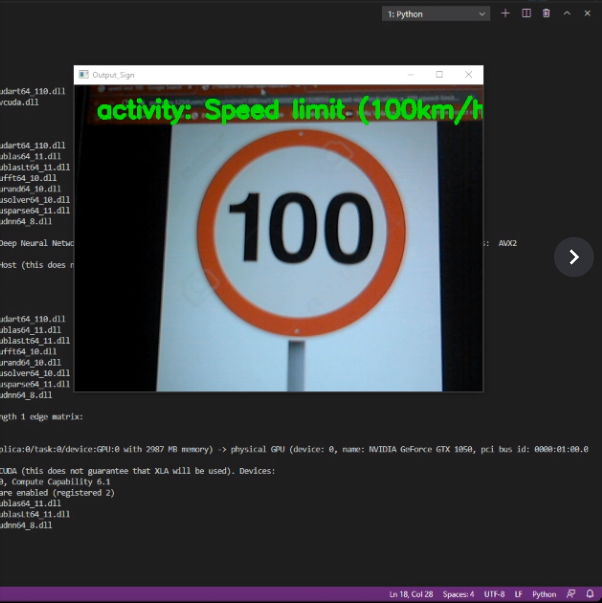 1: Python
udart64_110.dll
vcuda.dll
Output_Sign
activity: Speed limit (100km/h
100
udart64_110.dll
ublas64_11.dll
ublasLt64_11.dll
ufft64_10.dll
urand64_10.dll
usolver64_10.dll
usparse64_11.dll
udnn64_8.dll
Deep Neural Netwo s: AVX2
Host (this does n
udart64_110.dll
ublas64_11.dll
ublasLt64_11.dll
ufft64_10.dll
urand64_10.dll
usolver64_10.dll
usparse64_11.dll
udnn64_8.dll
ngth 1 edge matrix:
plica:0/task:0/device:GPU:0 with 2987 MB memory) -> physical GPU (device: 0, name: NVIDIA GeForce GTX 1050, pci bus id: 0000:01:00.0
CUDA (this does not guarantee that XLA will be used). Devices:
0, Compute Capability 6.1
are enabled (registered 2)
ublas64_11.dll
ublasLt64_11.dll
udnn64_8.dll
Ln 18, Col 28 Spaces: 4 UTF-8 LF Python